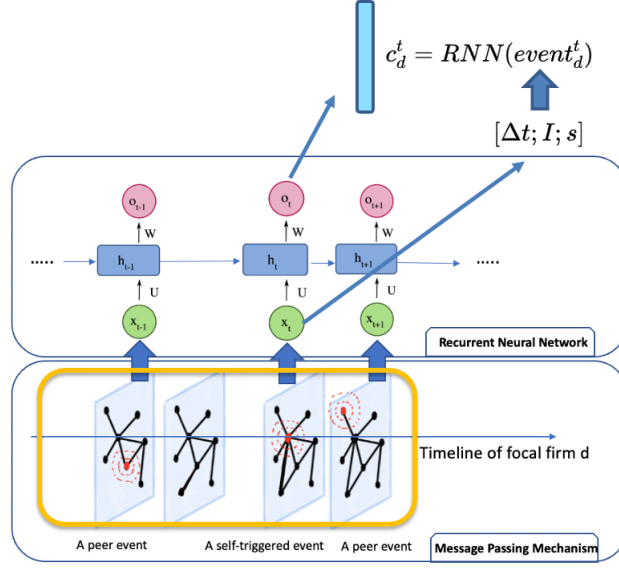 c_d^t = RNN(event_d^t)
[Δt; I; s]
o_{t-1}
o_t
o_{t+1}
W
W
W
.....
h_{t-1}
h_t
h_{t+1}
.....
U
U
U
x_{t-1}
x_t
x_{t+1}
Recurrent Neural Network
Timeline of focal firm d
A peer event
A self-triggered event
A peer event
Message Passing Mechanism